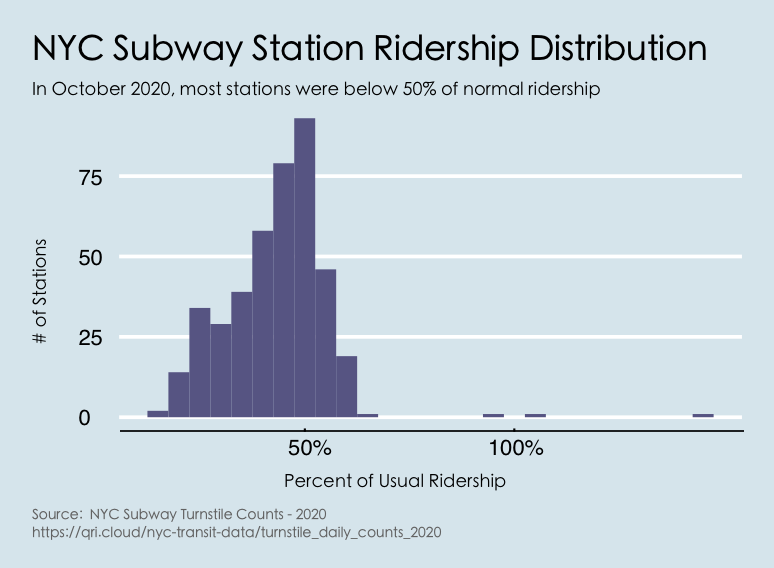 NYC Subway Station Ridership Distribution
In October 2020, most stations were below 50% of normal ridership
# of Stations
75
50
25
0
50% 100%
Percent of Usual Ridership
Source:  NYC Subway Turnstile Counts - 2020
https://qri.cloud/nyc-transit-data/turnstile_daily_counts_2020